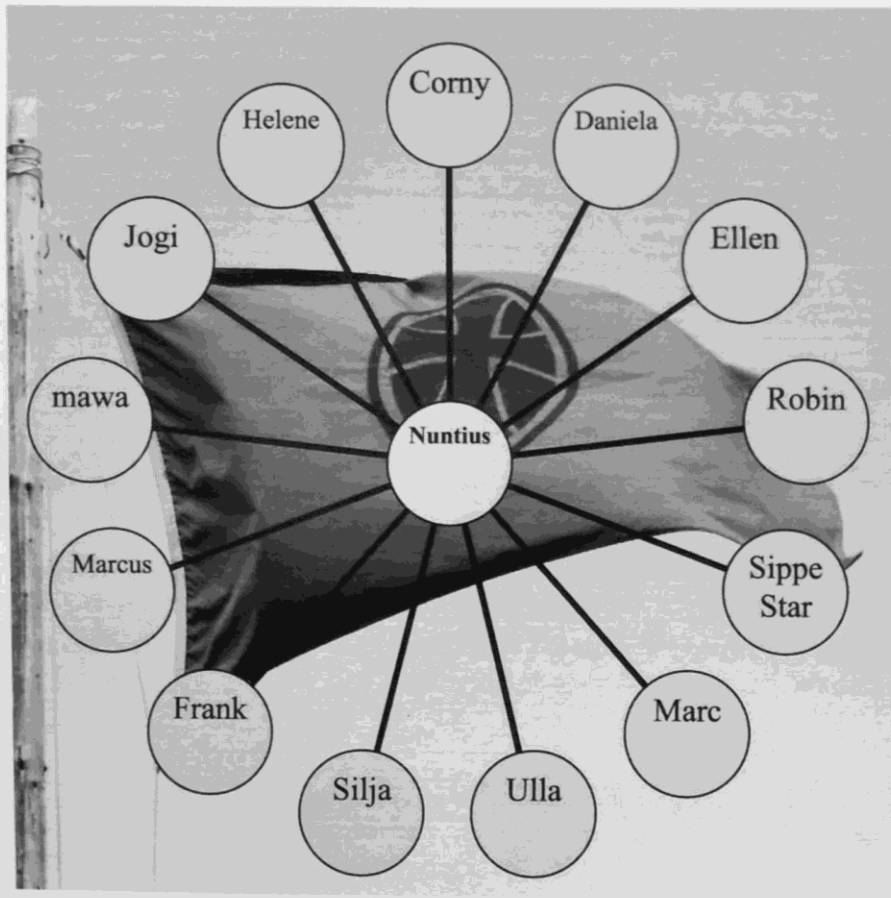 Corny
Helene
Daniela
Jogi
Ellen
mawa
Robin
Nuntius
Marcus
Sippe
Star
Frank
Marc
Silja
Ulla